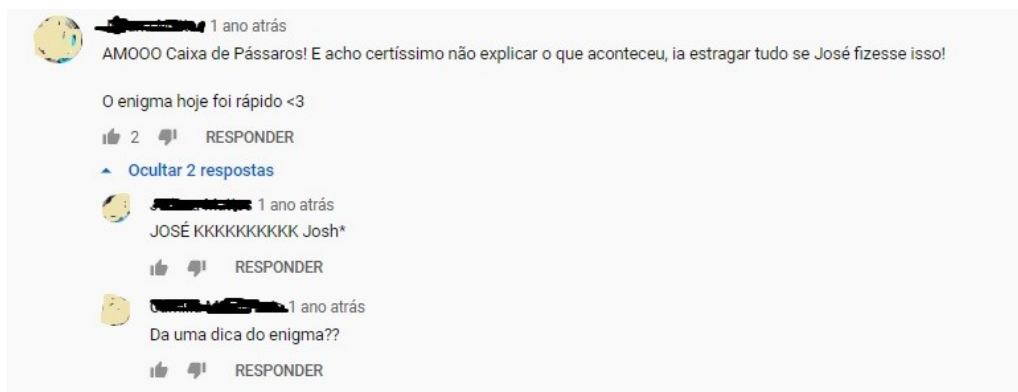 1 ano atrás
AMOOO Caixa de Pássaros! E acho certíssimo não explicar o que aconteceu, ia estragar tudo se José fizesse isso!
O enigma hoje foi rápido <3
2 RESPONDER
Ocultar 2 respostas
1 ano atrás
JOSÉ KKKKKKKKKK Josh*
RESPONDER
1 ano atrás
Da uma dica do enigma??
RESPONDER